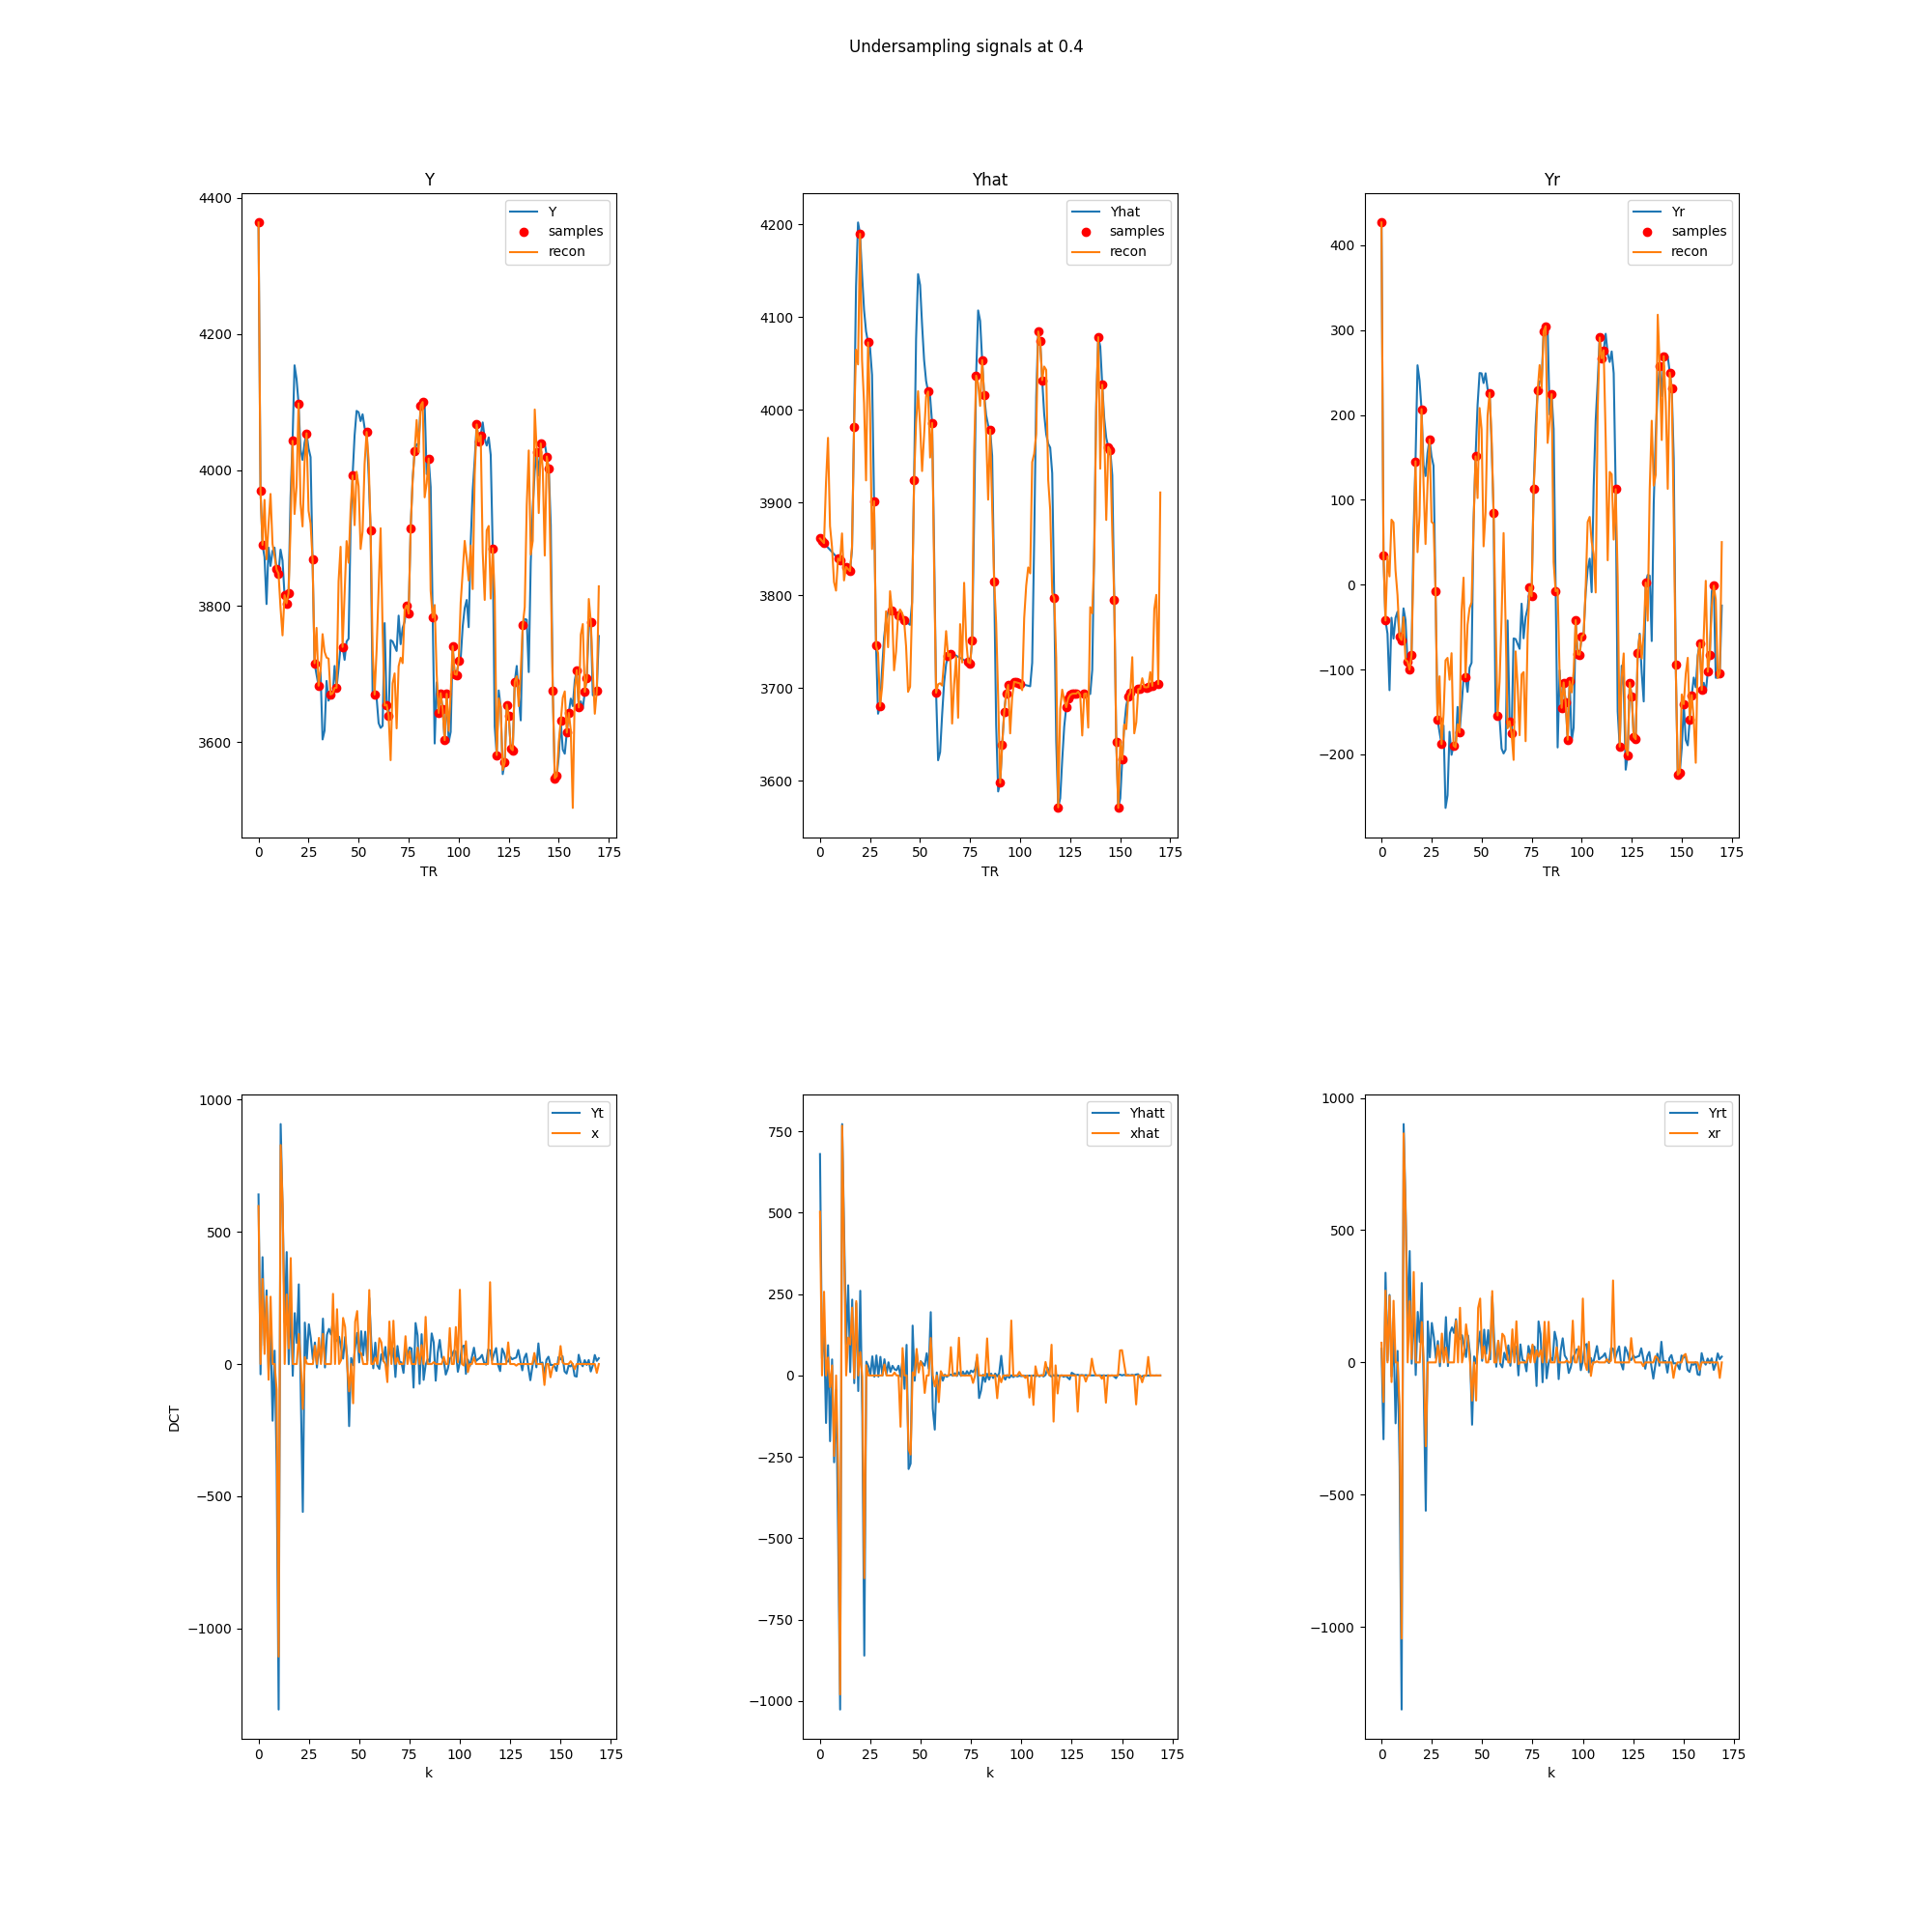 Undersampling signals at 0.4
Y
Yhat
Yr
4400
4200
4000
3800
3600
Y
samples
recon
0 25 50 75 100 125 150 175
TR
4200
4100
4000
3900
3800
3700
3600
Yhat
samples
recon
0 25 50 75 100 125 150 175
TR
400
300
200
100
0
−100
−200
Yr
samples
recon
0 25 50 75 100 125 150 175
TR
DCT
1000
500
0
−500
−1000
Yt
x
0 25 50 75 100 125 150 175
k
750
500
250
0
−250
−500
−750
−1000
Yhatt
xhat
0 25 50 75 100 125 150 175
k
1000
500
0
−500
−1000
Yrt
xr
0 25 50 75 100 125 150 175
k